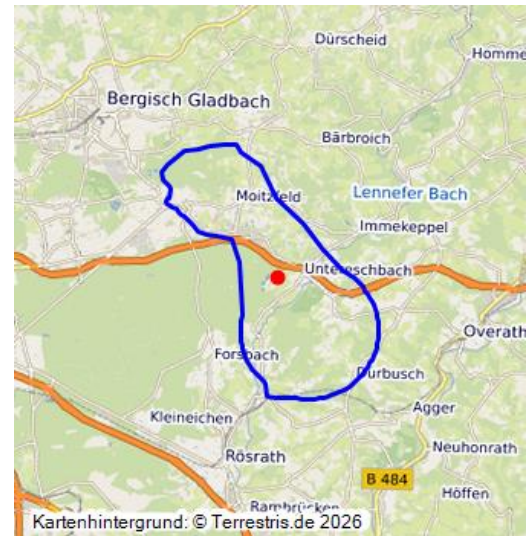 Dürscheid
Homme
Bergisch Gladbach
Bärbroich
Moitzfeld
Lennefer Bach
Immekeppel
Untereschbach
Overath
Forsbach
Durbusch
Kleineichen
Agger
Rösrath
Neuhonrath
B 484
Höffen
Rambrücken
Kartenhintergrund: © Terrestris.de 2026